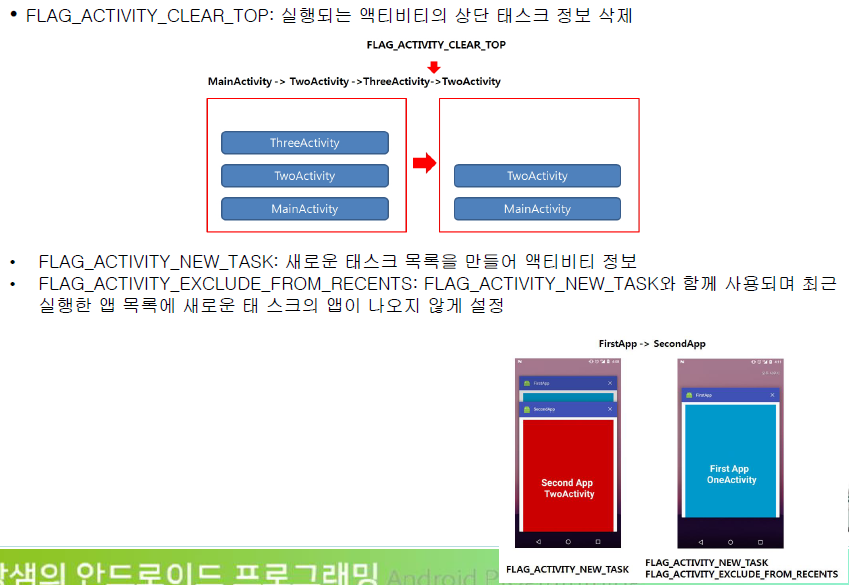 • FLAG_ACTIVITY_CLEAR_TOP: 실행되는 액티비티의 상단 태스크 정보 삭제
FLAG_ACTIVITY_CLEAR_TOP
MainActivity -> TwoActivity ->ThreeActivity->TwoActivity
ThreeActivity
TwoActivity
MainActivity
TwoActivity
MainActivity
• FLAG_ACTIVITY_NEW_TASK: 새로운 태스크 목록을 만들어 액티비티 정보
• FLAG_ACTIVITY_EXCLUDE_FROM_RECENTS: FLAG_ACTIVITY_NEW_TASK와 함께 사용되며 최근
실행한 앱 목록에 새로운 태 스크의 앱이 나오지 않게 설정
FirstApp -> SecondApp
FirstApp
SecondApp
Second App
TwoActivity
FirstApp
First App
OneActivity
FLAG_ACTIVITY_NEW_TASK
FLAG_ACTIVITY_NEW_TASK
FLAG_ACTIVITY_EXCLUDE_FROM_RECENTS
안드로이드 프로그래밍 Android